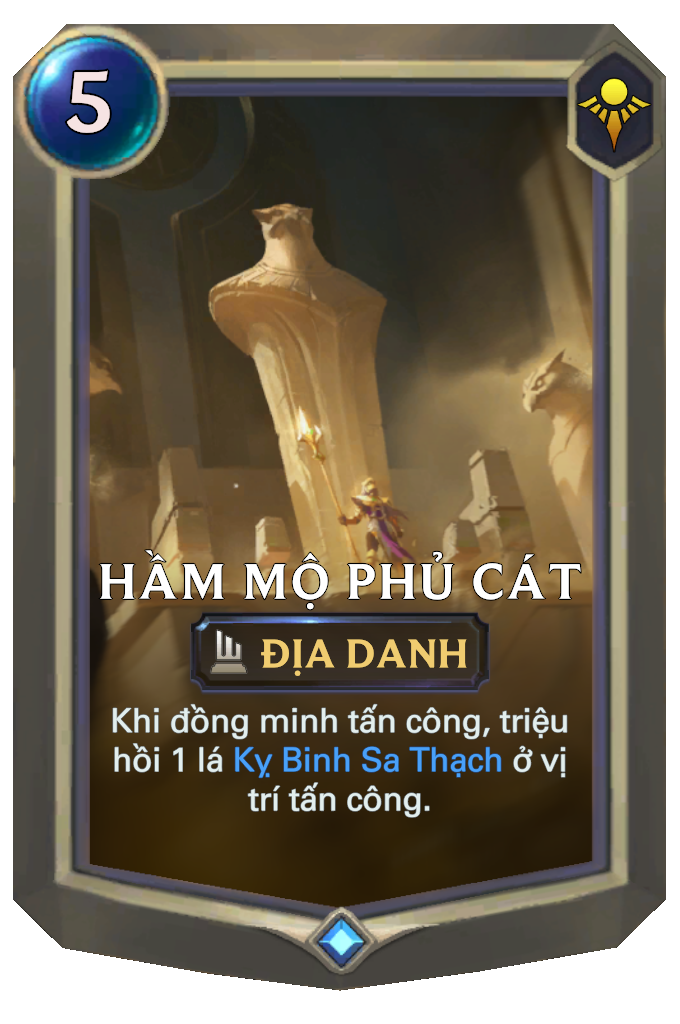 5
HẦM MỘ PHỦ CÁT
ĐỊA DANH
Khi đồng minh tấn công, triệu
hồi 1 lá Kỵ Binh Sa Thạch ở vị
trí tấn công.